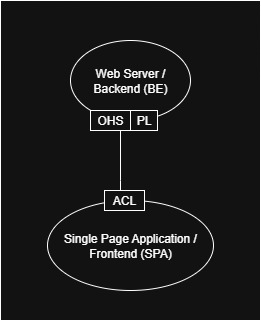 Web Server /
Backend (BE)
OHS PL
ACL
Single Page Application /
Frontend (SPA)